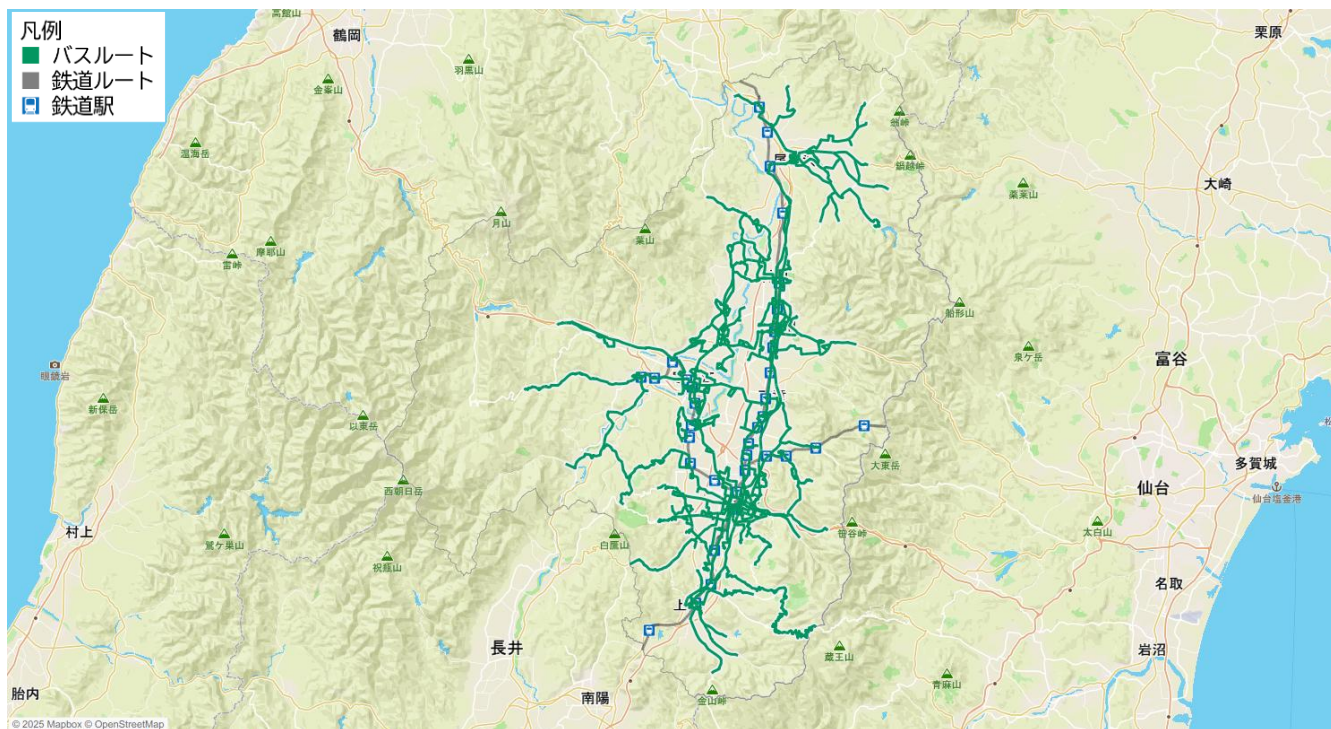 凡例
バスルート
鉄道ルート
鉄道駅
高館山
鶴岡
栗原
羽黒山
金峯山
翁峠
温海岳
鍋越峠
尾
大崎
薬莱山
月山
葉山
摩耶山
雷峠
船形山
泉ケ岳
富谷
眼鏡岩
新保岳
以東岳
大東岳
多賀城
西朝日岳
仙台
仙台塩釜港
村上
鷲ケ巣山
白鷹山
笹谷峠
太白山
祝瓶山
名取
上
長井
蔵王山
岩沼
青麻山
胎内
南陽
金山峠
© 2025 Mapbox © OpenStreetMap